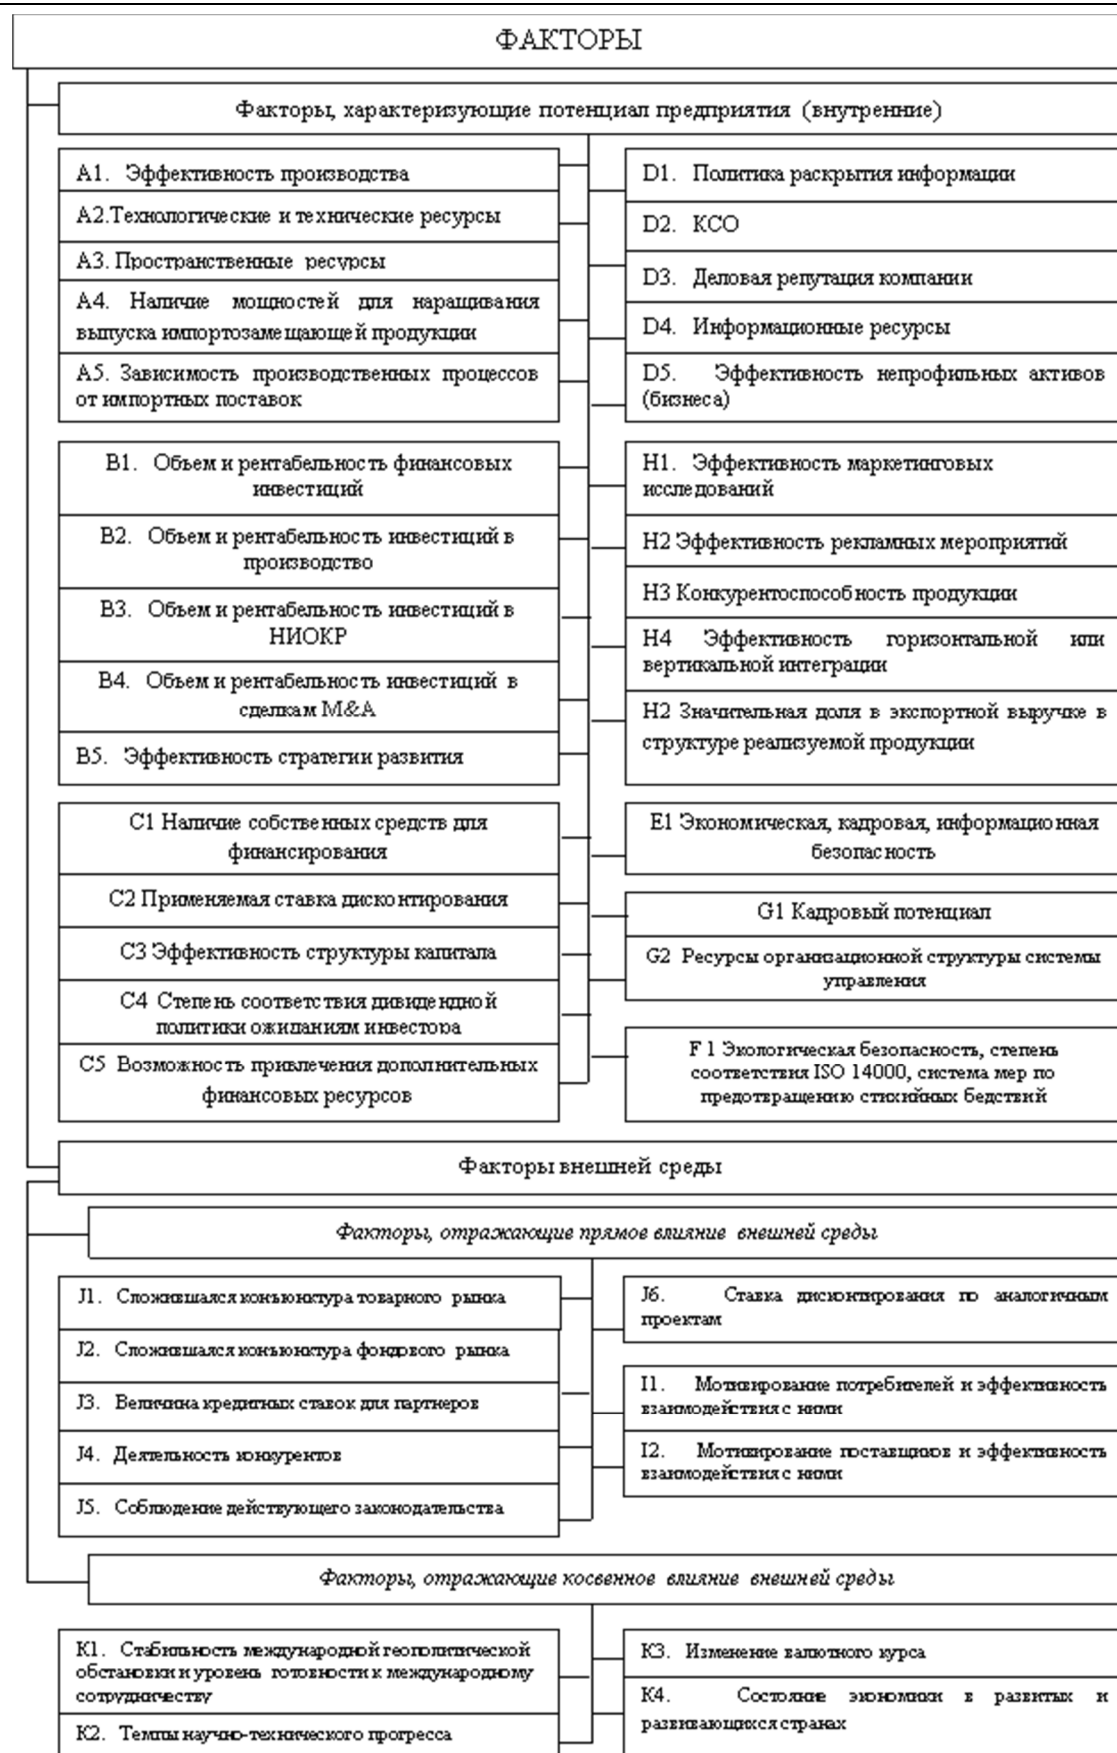 ФАКТОРЫ
Факторы, характеризующие потенциал предприятия (внутренние)
А1. Эффективность производства
А2.Технологические и технические ресурсы
А3. Пространственные ресурсы
А4. Наличие мощностей для наращивания
выпуска импортозамещающей продукции
А5. Зависимость производственных процессов
от импортных поставок
D1. Политика раскрытия информации
D2. КСО
D3. Деловая репутация компании
D4. Информационные ресурсы
D5. Эффективность непрофильных активов
(бизнеса)
В1. Объем и рентабельность финансовых
инвестиций
В2. Объем и рентабельность инвестиций в
производство
В3. Объем и рентабельность инвестиций в
НИОКР
В4. Объем и рентабельность инвестиций в
сделкам M&A
В5. Эффективность стратегии развития
H1. Эффективность маркетинговых
исследований
H2 Эффективность рекламных мероприятий
H3 Конкурентоспособность продукции
H4 Эффективность горизонтальной или
вертикальной интеграции
H2 Значительная доля в экспортной выручке в
структуре реализуемой продукции
С1 Наличие собственных средств для
финансирования
С2 Применяемая ставка дисконтирования
С3 Эффективность структуры капитала
С4 Степень соответствия дивидендной
политики ожиданиям инвестора
С5 Возможность привлечения дополнительных
финансовых ресурсов
Е1 Экономическая, кадровая, информационная
безопасность
G1 Кадровый потенциал
G2 Ресурсы организационной структуры системы
управления
F 1 Экологическая безопасность, степень
соответствия ISO 14000, система мер по
предотвращению стихийных бедствий
Факторы внешней среды
Факторы, отражающие прямое влияние внешней среды
J1. Сложившаяся конъюнктура товарного рынка
J2. Сложившаяся конъюнктура фондового рынка
J3. Величина кредитных ставок для партнеров
J4. Деятельность конкурентов
J5. Соблюдение действующего законодательства
J6. Ставка дисконтирования по аналогичным
проектам
I1. Мотивирование потребителей и эффективность
взаимодействия с ними
I2. Мотивирование поставщиков и эффективность
взаимодействия с ними
Факторы, отражающие косвенное влияние внешней среды
К1. Стабильность международной геополитической
обстановки и уровень готовности к международному
сотрудничеству
К2. Темпы научно-технического прогресса
К3. Изменение валютного курса
К4. Состояние экономики в развитых и
развивающихся странах